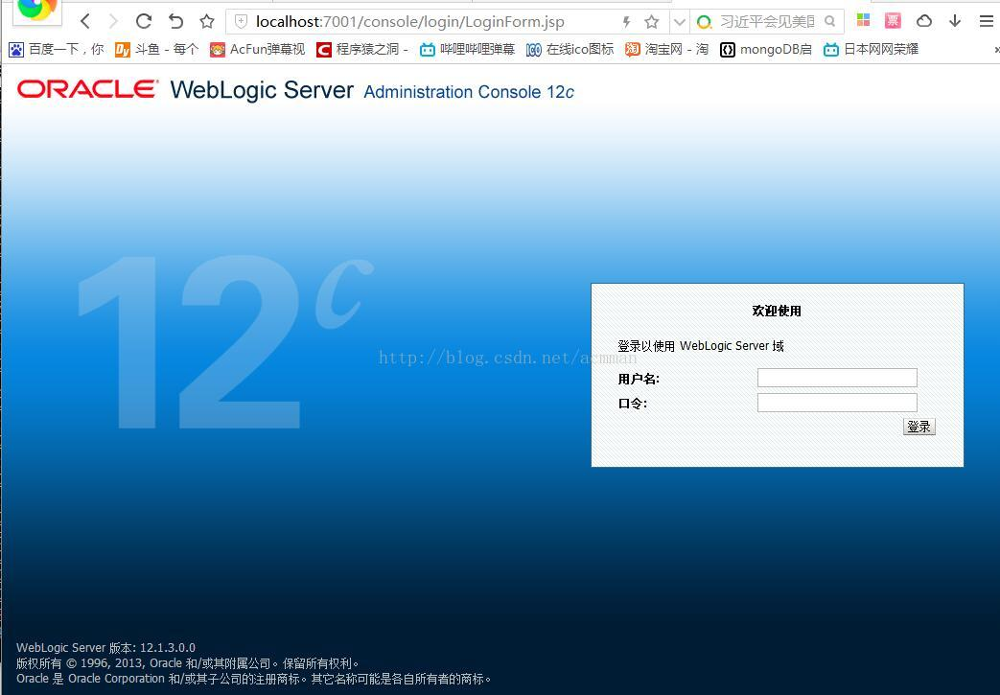 localhost:7001/console/login/LoginForm.jsp
习近平会见美国
百度一下，你 斗鱼 - 每个 AcFun弹幕视 程序猿之洞 - 哔哩哔哩弹幕 在线ico图标 淘宝网 - 淘 mongoDB启 日本网网荣耀 »
ORACLE WebLogic Server Administration Console 12c
12c
欢迎使用
登录以使用 WebLogic Server 域
http://blog.csdn.net/acmman
用户名:
口令:
登录
WebLogic Server 版本: 12.1.3.0.0
版权所有 © 1996, 2013, Oracle 和/或其附属公司。保留所有权利。
Oracle 是 Oracle Corporation 和/或其子公司的注册商标。其它名称可能是各自所有者的商标。